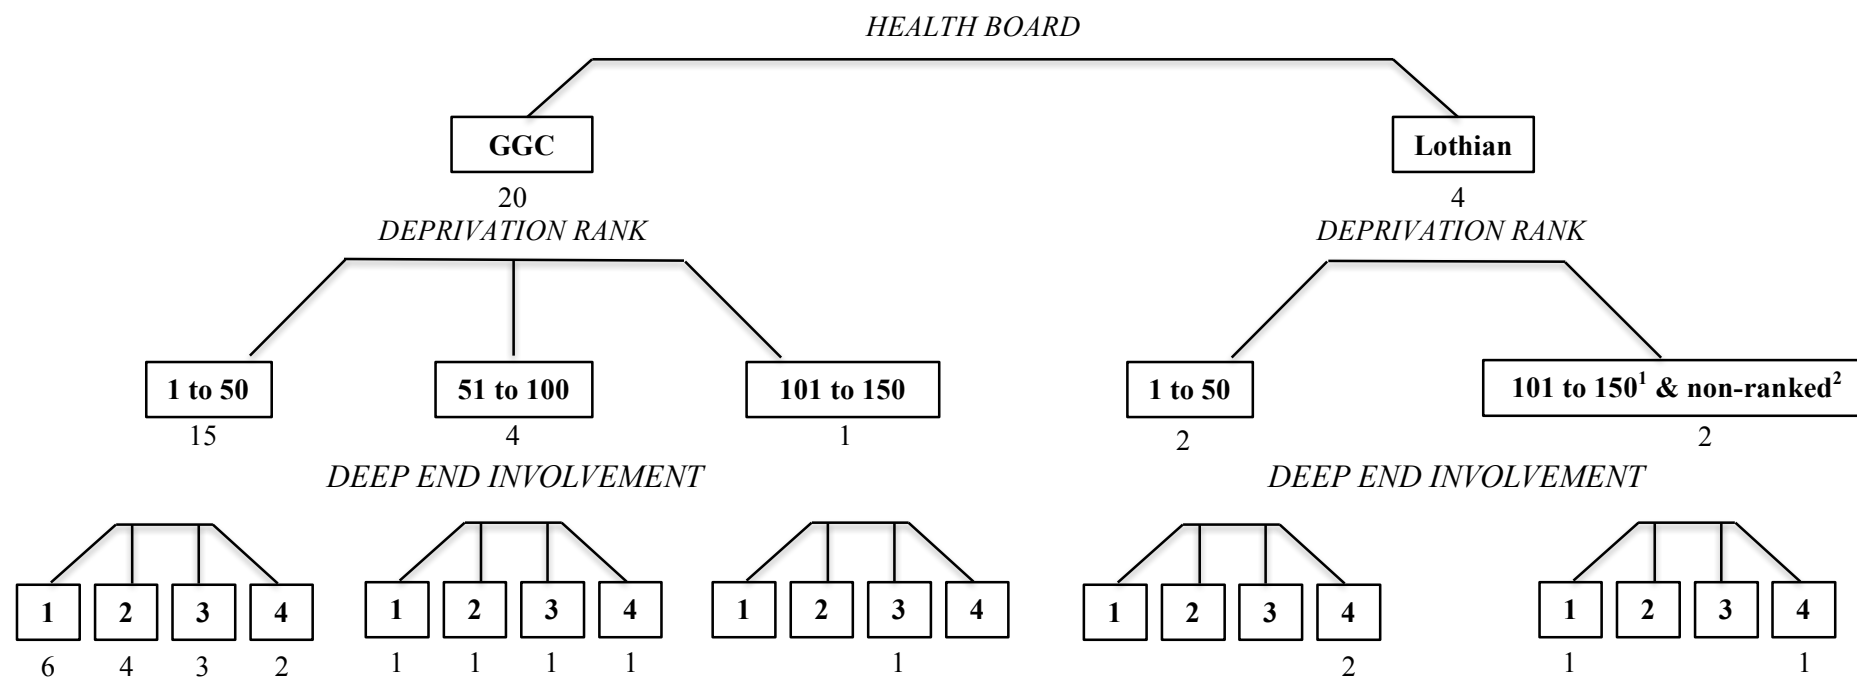 HEALTH BOARD
GGC Lothian
20 4
DEPRIVATION RANK DEPRIVATION RANK
1 to 50 51 to 100 101 to 150 1 to 50 101 to 150¹ & non-ranked²
15 4 1 2 2
DEEP END INVOLVEMENT DEEP END INVOLVEMENT
1 2 3 4 1 2 3 4 1 2 3 4 1 2 3 4 1 2 3 4
6 4 3 2 1 1 1 1 1 2 1 1